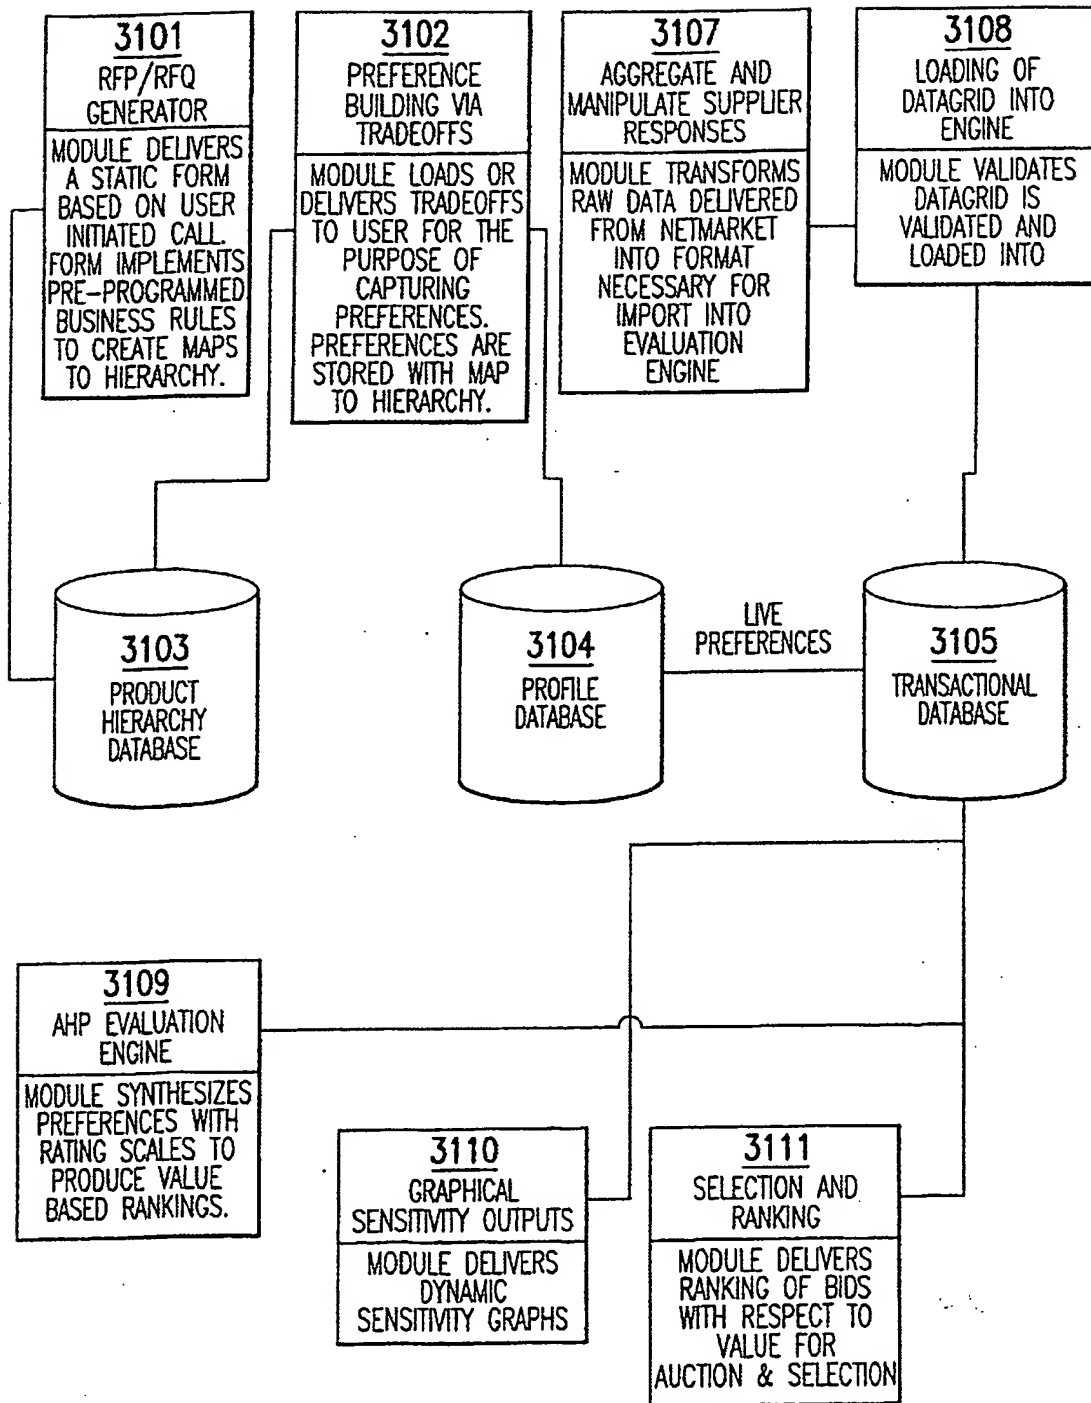 3101
RFP/RFQ
GENERATOR
MODULE DELIVERS
A STATIC FORM
BASED ON USER
INITIATED CALL.
FORM IMPLEMENTS
PRE-PROGRAMMED
BUSINESS RULES
TO CREATE MAPS
TO HIERARCHY.
3102
PREFERENCE
BUILDING VIA
TRADEOFFS
MODULE LOADS OR
DELIVERS TRADEOFFS
TO USER FOR THE
PURPOSE OF
CAPTURING
PREFERENCES.
PREFERENCES ARE
STORED WITH MAP
TO HIERARCHY.
3107
AGGREGATE AND
MANIPULATE SUPPLIER
RESPONSES
MODULE TRANSFORMS
RAW DATA DELIVERED
FROM NETMARKET
INTO FORMAT
NECESSARY FOR
IMPORT INTO
EVALUATION
ENGINE
3108
LOADING OF
DATAGRID INTO
ENGINE
MODULE VALIDATES
DATAGRID IS
VALIDATED AND
LOADED INTO
3103
PRODUCT
HIERARCHY
DATABASE
3104
PROFILE
DATABASE
LIVE
PREFERENCES
3105
TRANSACTIONAL
DATABASE
3109
AHP EVALUATION
ENGINE
MODULE SYNTHESIZES
PREFERENCES WITH
RATING SCALES TO
PRODUCE VALUE
BASED RANKINGS.
3110
GRAPHICAL
SENSITIVITY OUTPUTS
MODULE DELIVERS
DYNAMIC
SENSITIVITY GRAPHS
3111
SELECTION AND
RANKING
MODULE DELIVERS
RANKING OF BIDS
WITH RESPECT TO
VALUE FOR
AUCTION & SELECTION